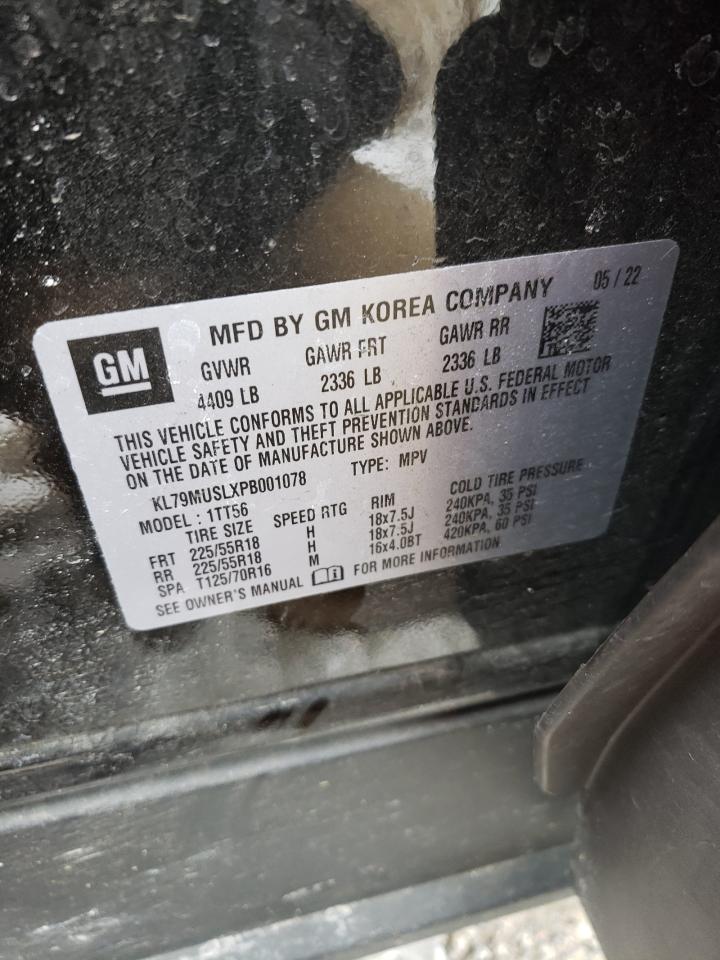 GM
MFD BY GM KOREA COMPANY 05 / 22
GVWR GAWR FRT GAWR RR
4409 LB 2336 LB 2336 LB
THIS VEHICLE CONFORMS TO ALL APPLICABLE U.S. FEDERAL MOTOR
VEHICLE SAFETY AND THEFT PREVENTION STANDARDS IN EFFECT
ON THE DATE OF MANUFACTURE SHOWN ABOVE.
KL79MUSLXPB001078 TYPE: MPV
MODEL : 1TT56
TIRE SIZE SPEED RTG RIM COLD TIRE PRESSURE
FRT 225/55R18 H 18x7.5J 240KPA, 35 PSI
RR 225/55R18 H 18x7.5J 240KPA, 35 PSI
SPA T125/70R16 M 16x4.0BT 420KPA, 60 PSI
SEE OWNER'S MANUAL FOR MORE INFORMATION